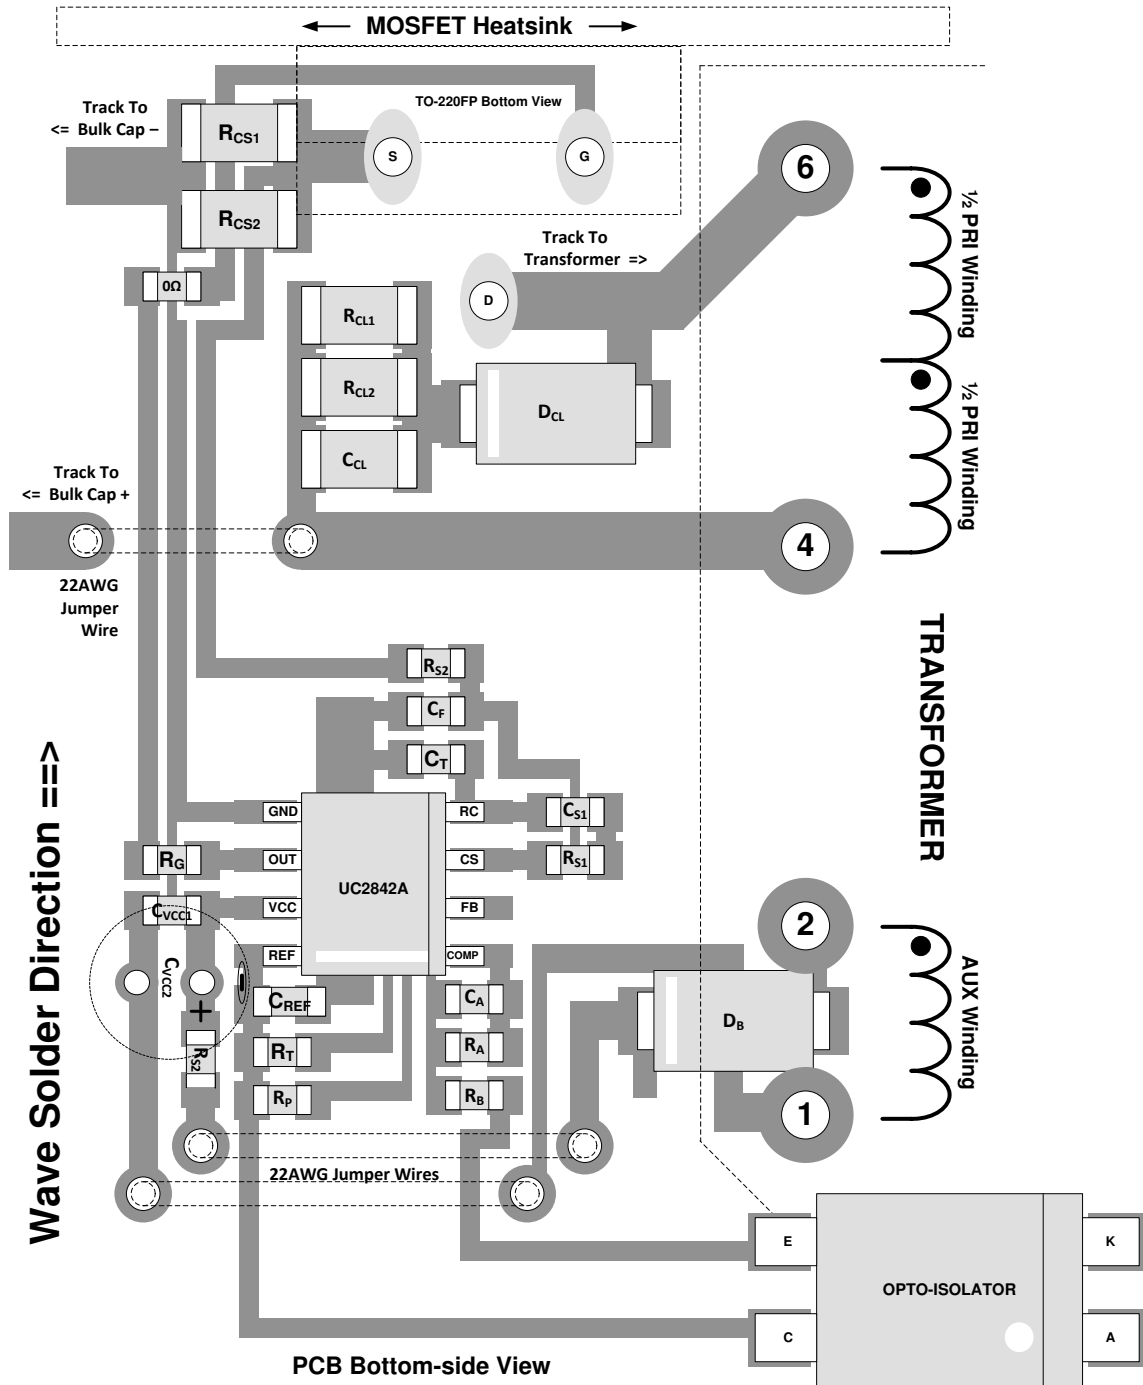 MOSFET Heatsink
TO-220FP Bottom View
Track To
<= Bulk Cap –
RCS1
S
G
6
RCS2
½ PRI Winding
Track To
Transformer =>
0Ω
D
RCL1
RCL2
DCL
½ PRI Winding
CCL
Track To
<= Bulk Cap +
4
22AWG
Jumper
Wire
TRANSFORMER
RS2
CF
CT
Wave Solder Direction ==>
GND
RC
CS1
RG
OUT
CS
RS1
UC2842A
CVCC1
VCC
FB
2
REF
COMP
CVCC2
+
CREF
CA
DB
AUX Winding
RS2
RT
RA
RP
RB
1
22AWG Jumper Wires
E
K
OPTO-ISOLATOR
C
A
PCB Bottom-side View